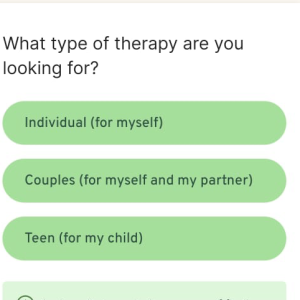 What type of therapy are you
looking for?
Individual (for myself)
Couples (for myself and my partner)
Teen (for my child)